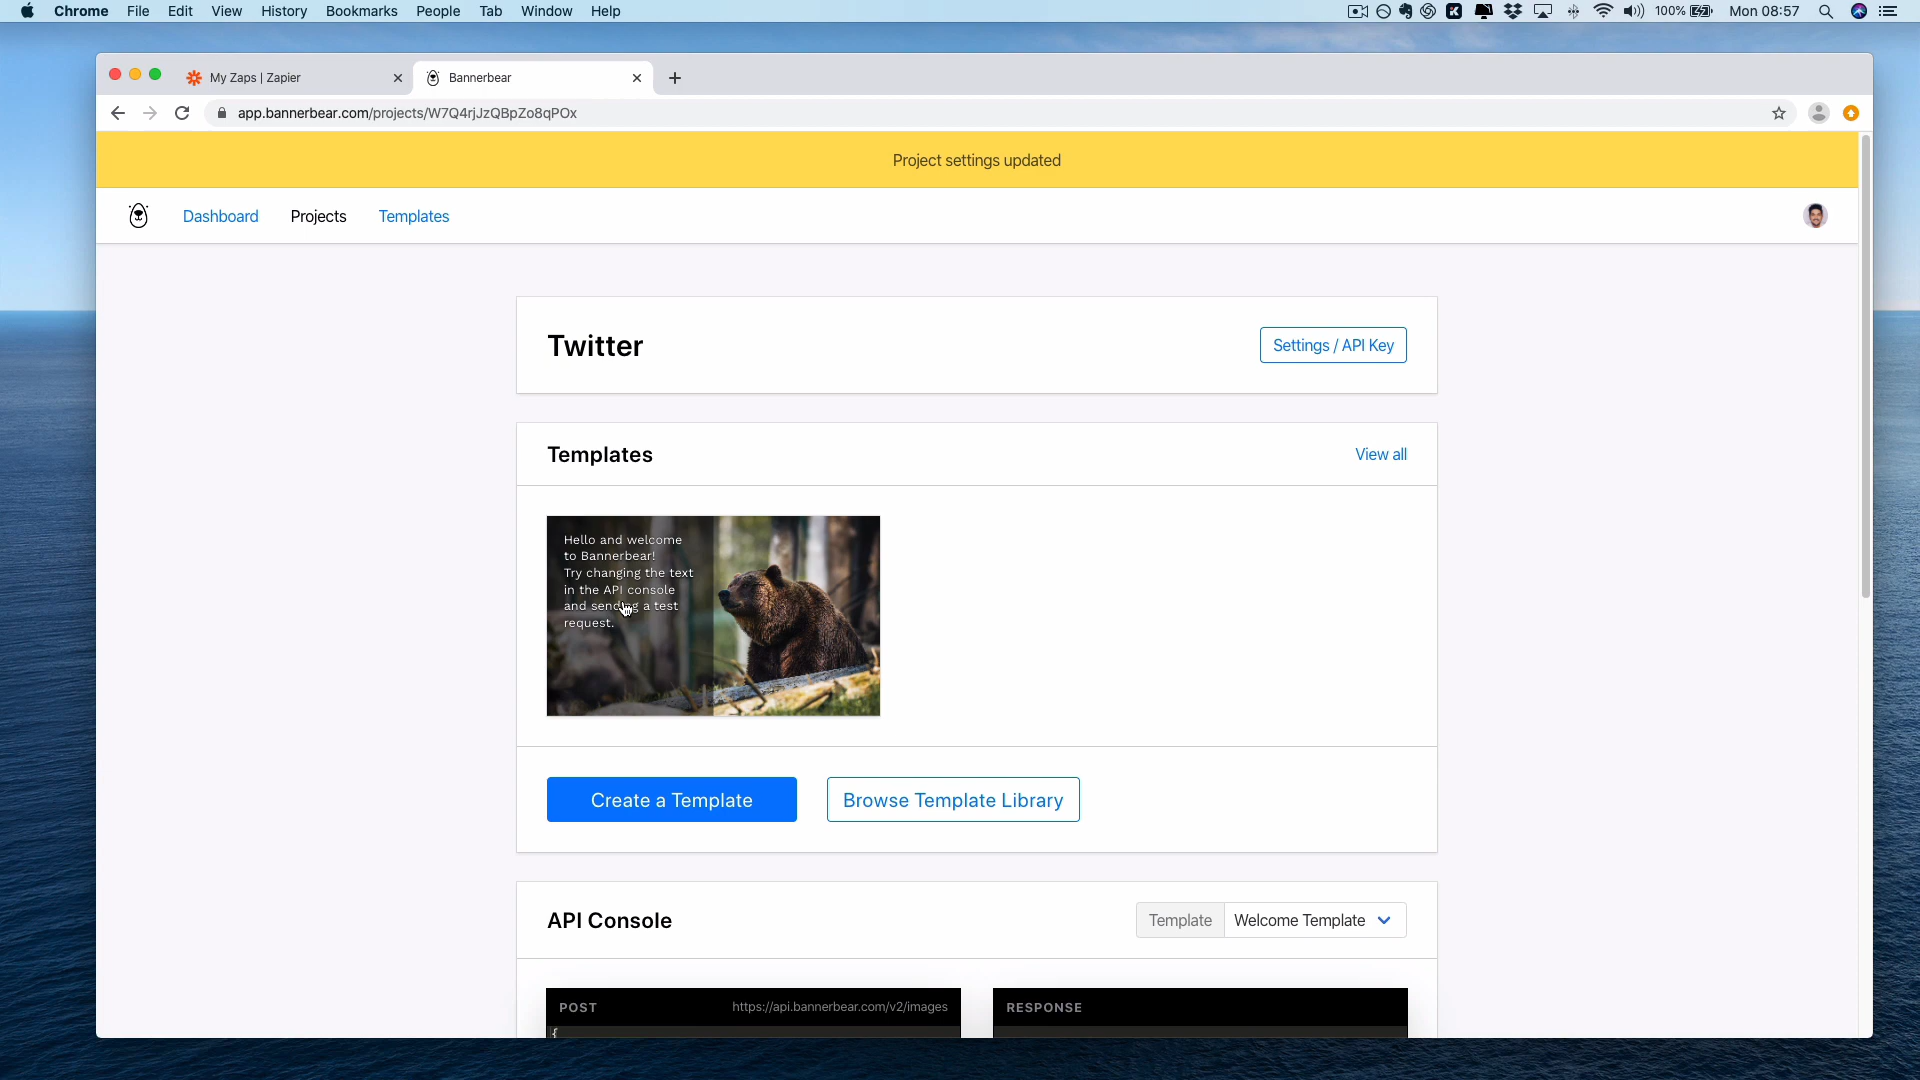 Chrome File Edit View History Bookmarks People Tab Window Help
100% Mon 08:57
My Zaps | Zapier
Bannerbear
app.bannerbear.com/projects/W7Q4rjJzQBpZo8qPOx
Project settings updated
Dashboard Projects Templates
Twitter
Settings / API Key
Templates
View all
Hello and welcome
to Bannerbear!
Try changing the text
in the API console
and sending a test
request.
Create a Template
Browse Template Library
API Console
Template Welcome Template
POST https://api.bannerbear.com/v2/images
{
RESPONSE